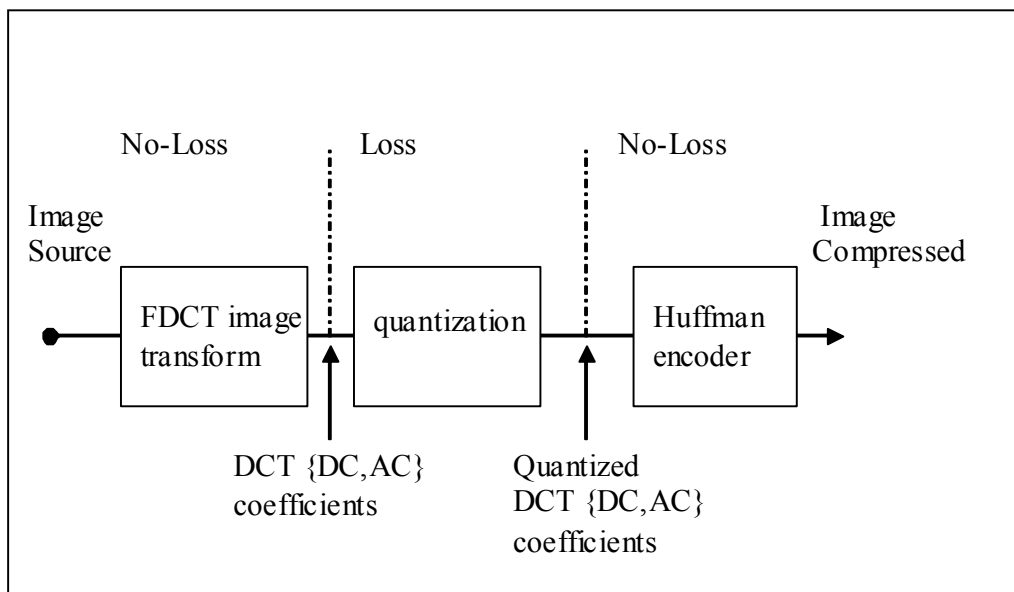 No-Loss
Loss
No-Loss
Image
Source
Image
Compressed
FDCT image
transform
quantization
Huffman
encoder
DCT {DC,AC}
coefficients
Quantized
DCT {DC,AC}
coefficients